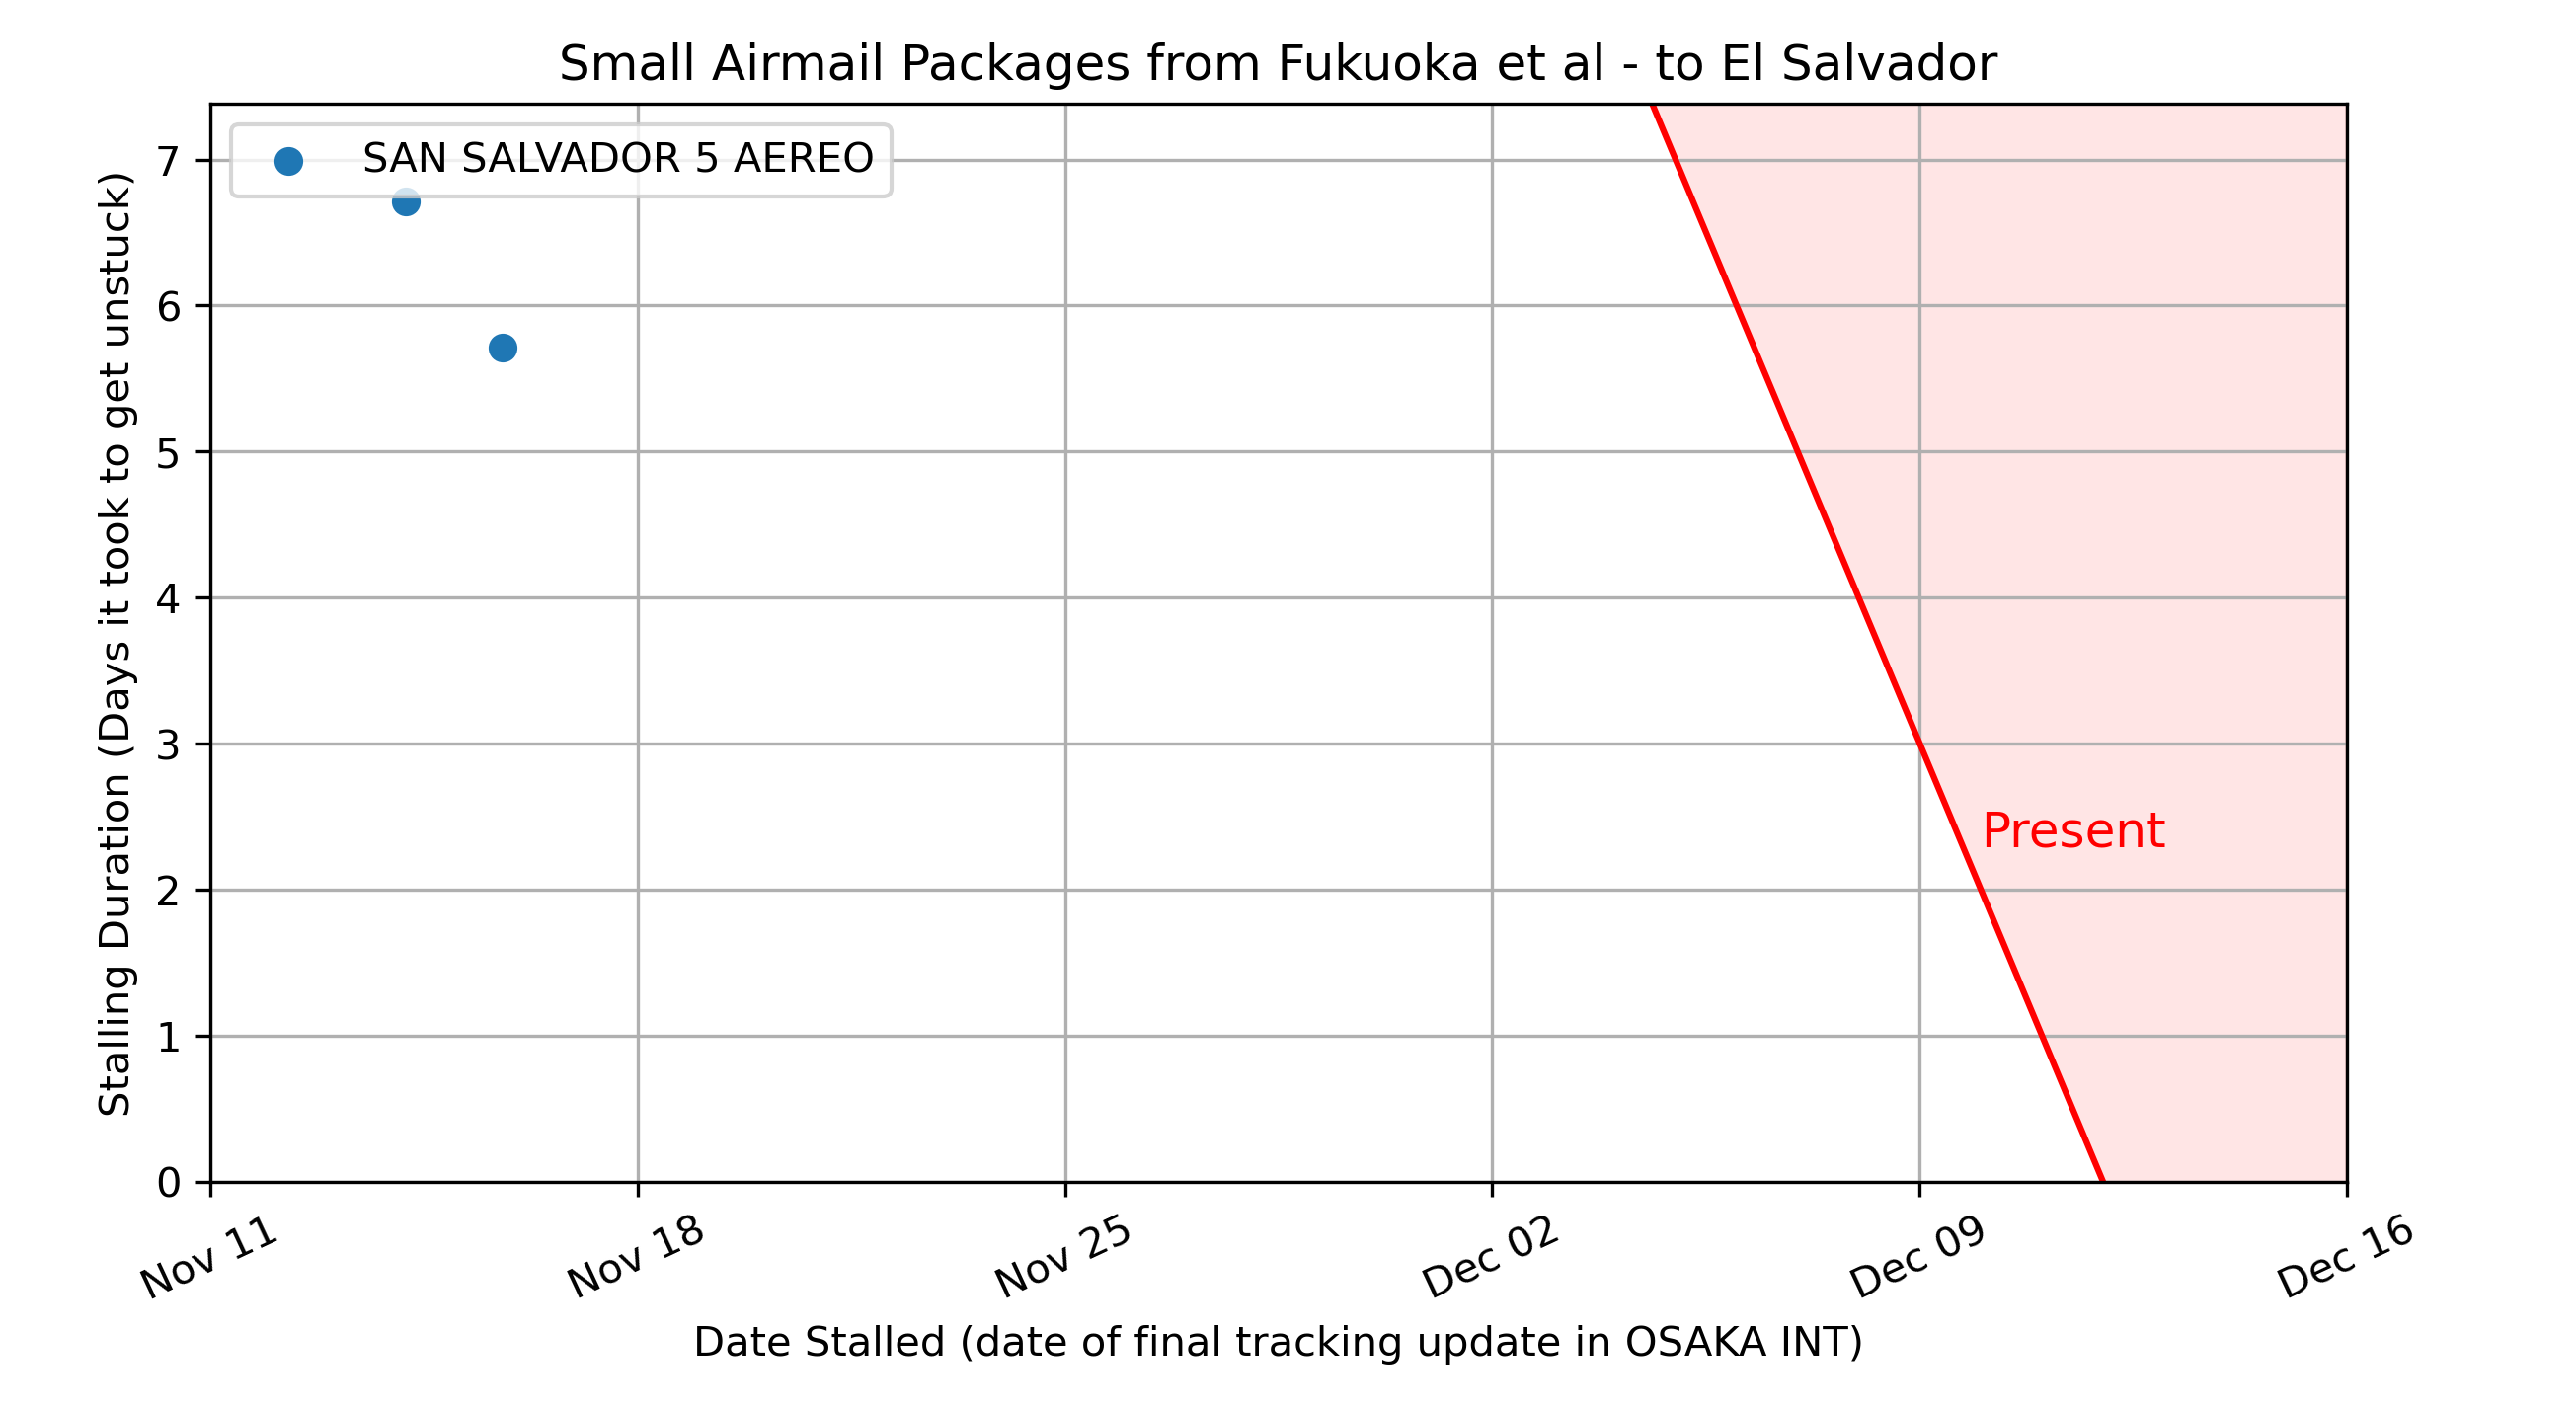 Small Airmail Packages from Fukuoka et al - to El Salvador
SAN SALVADOR 5 AEREO
Stalling Duration (Days it took to get unstuck)
7
6
5
4
3
2
1
0
Present
Nov 11
Nov 18
Nov 25
Dec 02
Dec 09
Dec 16
Date Stalled (date of final tracking update in OSAKA INT)